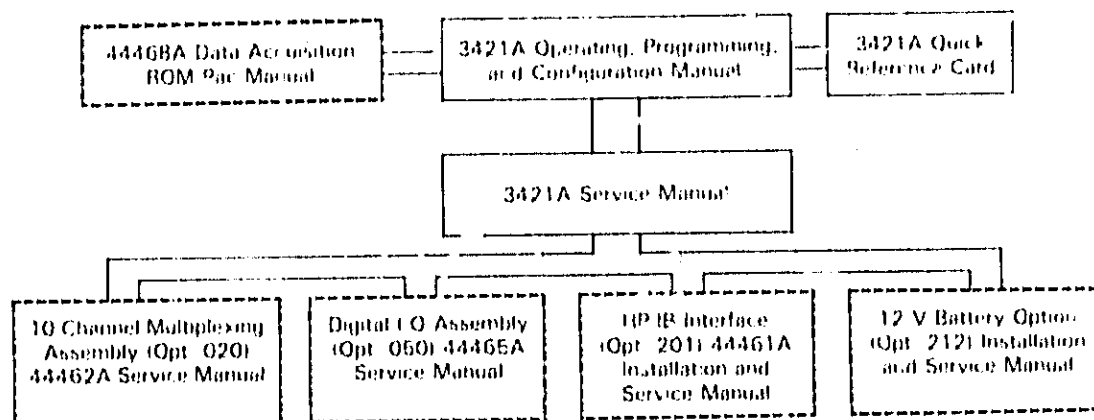 44468A Data Acquisition
ROM Pac Manual
3421A Operating, Programming,
and Configuration Manual
3421A Quick
Reference Card
3421A Service Manual
10 Channel Multiplexing
Assembly (Opt. 020)
44462A Service Manual
Digital I/O Assembly
(Opt. 050) 44465A
Service Manual
HP-IB Interface
(Opt. 201) 44461A
Installation and
Service Manual
12 V Battery Option
(Opt. 212) Installation
and Service Manual